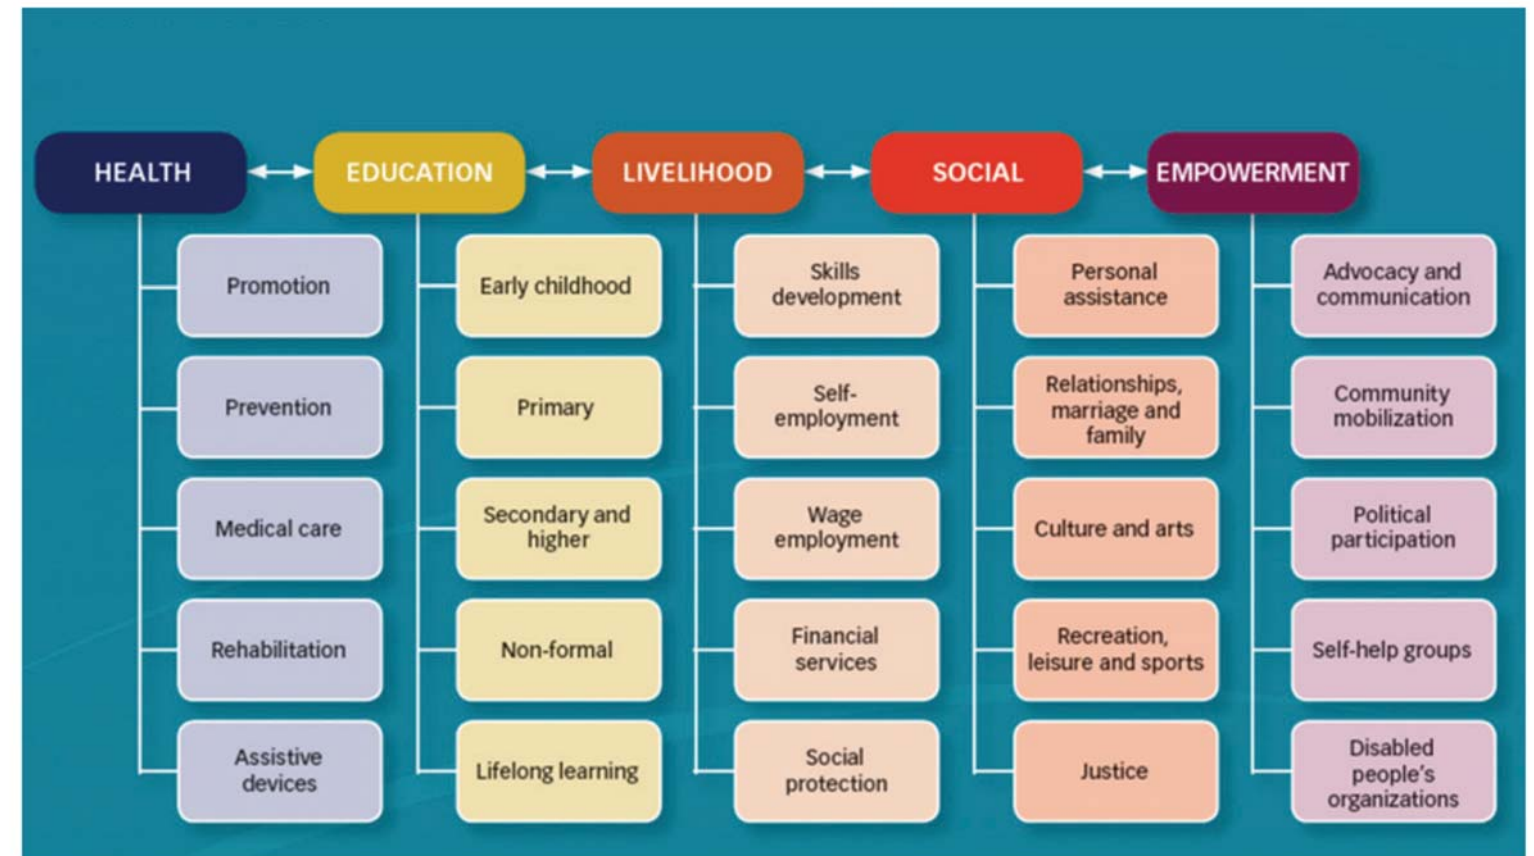 HEALTH
EDUCATION
LIVELIHOOD
SOCIAL
EMPOWERMENT
Promotion
Prevention
Medical care
Rehabilitation
Assistive
devices
Early childhood
Primary
Secondary and
higher
Non-formal
Lifelong learning
Skills
development
Self-
employment
Wage
employment
Financial
services
Social
protection
Personal
assistance
Relationships,
marriage and
family
Culture and arts
Recreation,
leisure and sports
Justice
Advocacy and
communication
Community
mobilization
Political
participation
Self-help groups
Disabled
people's
organizations